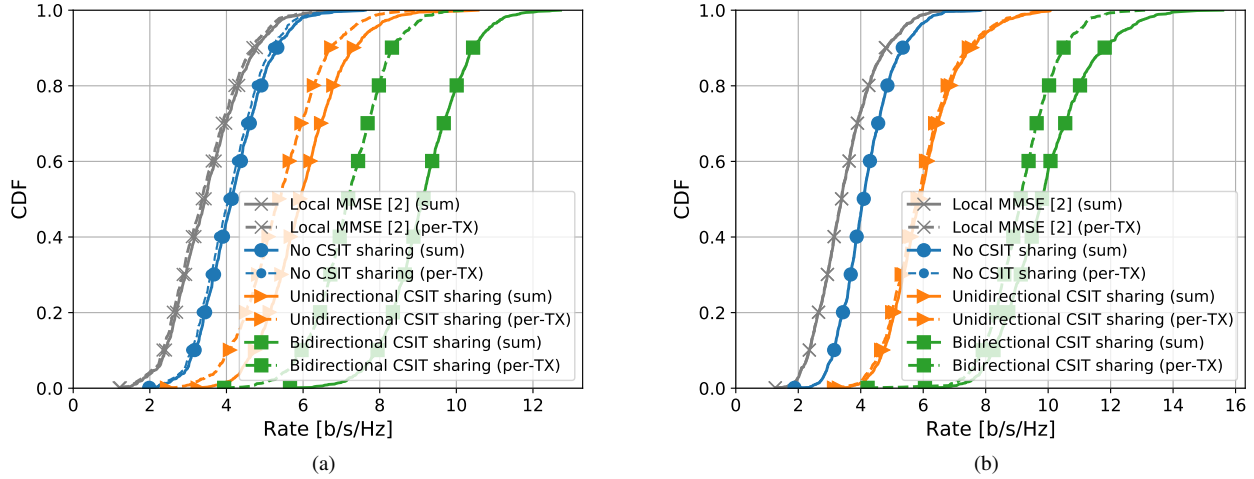 1.0
0.8
0.6
0.4
0.2
0.0
CDF
0 2 4 6 8 10 12
Rate [b/s/Hz]
Local MMSE [2] (sum)
Local MMSE [2] (per-TX)
No CSIT sharing (sum)
No CSIT sharing (per-TX)
Unidirectional CSIT sharing (sum)
Unidirectional CSIT sharing (per-TX)
Bidirectional CSIT sharing (sum)
Bidirectional CSIT sharing (per-TX)
(a)
1.0
0.8
0.6
0.4
0.2
0.0
CDF
0 2 4 6 8 10 12 14 16
Rate [b/s/Hz]
Local MMSE [2] (sum)
Local MMSE [2] (per-TX)
No CSIT sharing (sum)
No CSIT sharing (per-TX)
Unidirectional CSIT sharing (sum)
Unidirectional CSIT sharing (per-TX)
Bidirectional CSIT sharing (sum)
Bidirectional CSIT sharing (per-TX)
(b)